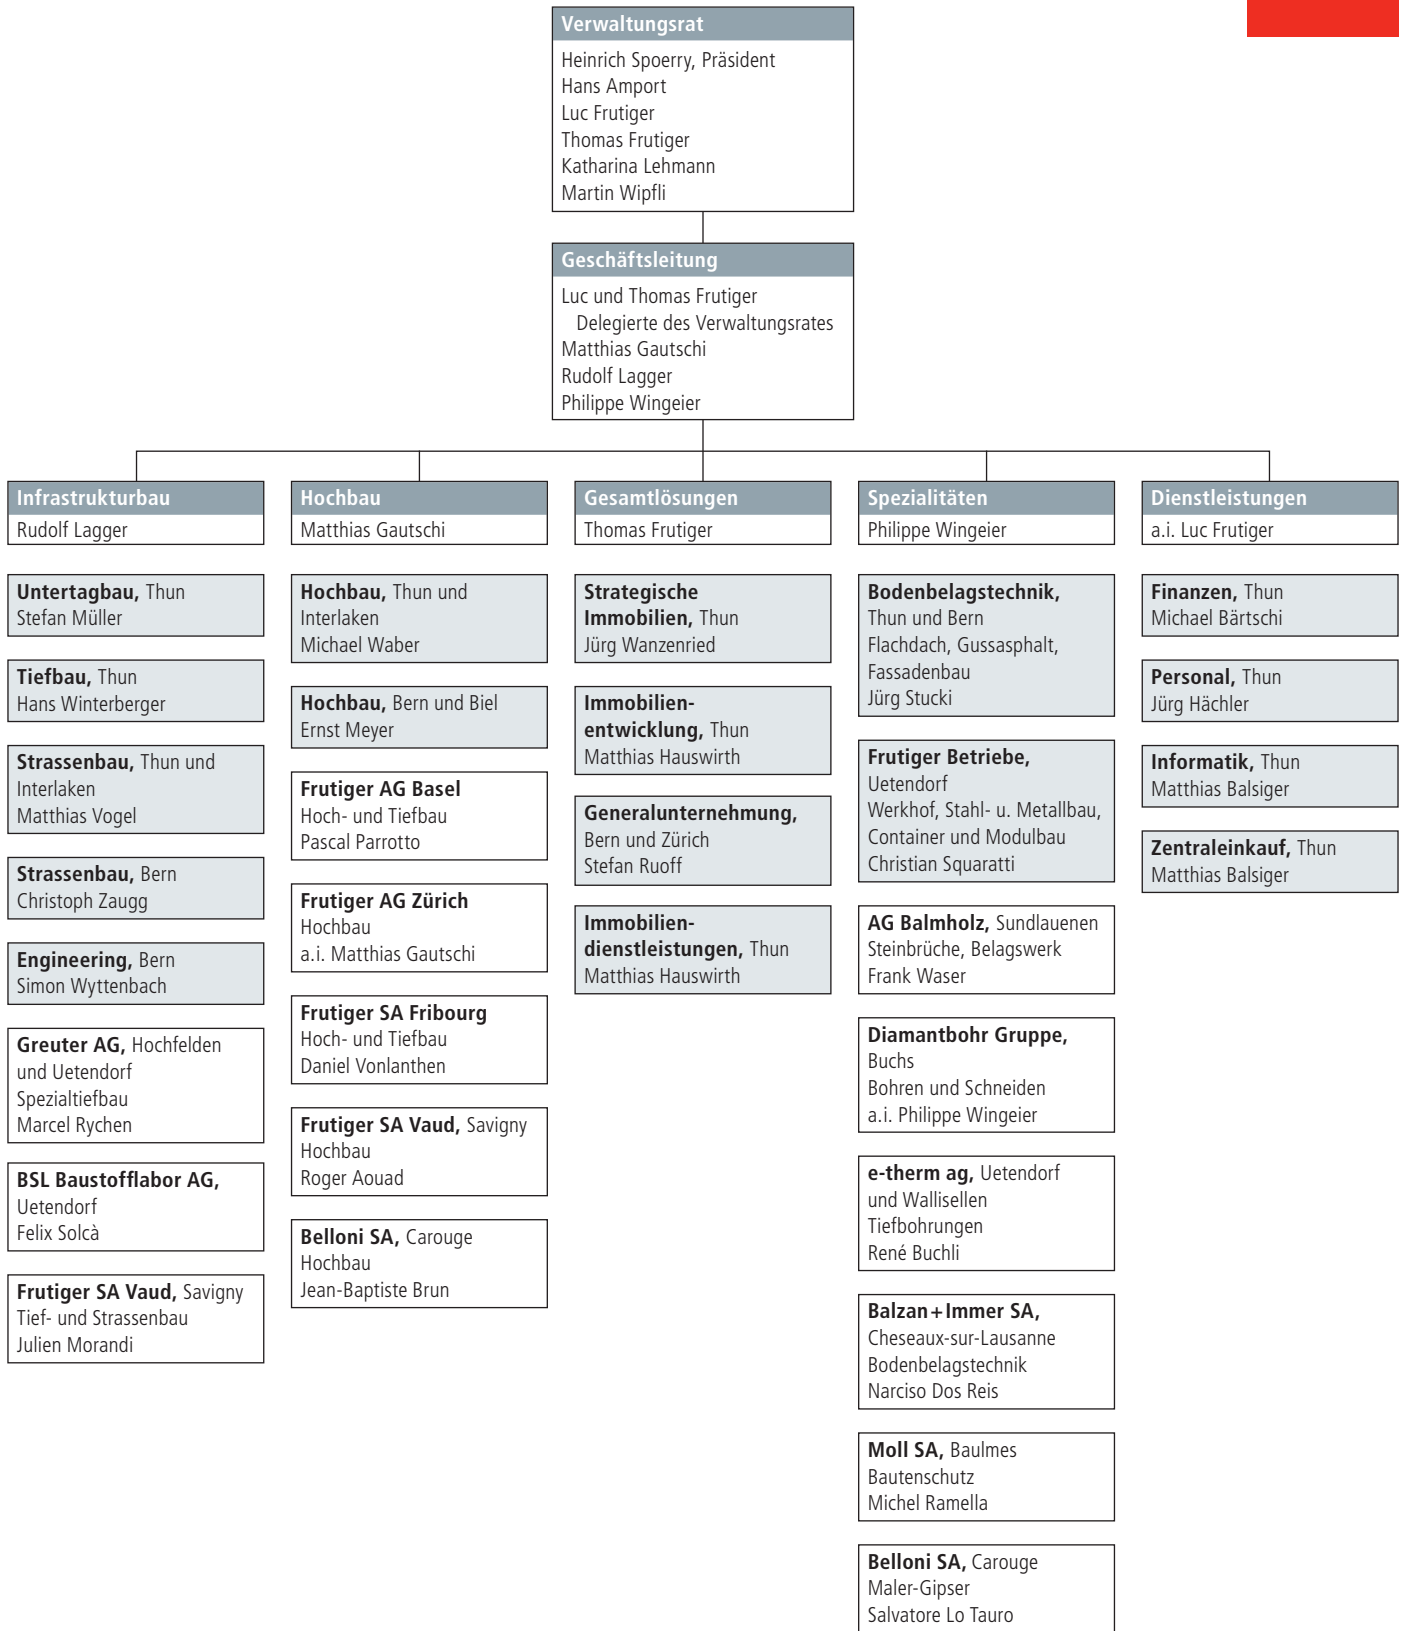 Verwaltungsrat
Heinrich Spoerry, Präsident
Hans Amport
Luc Frutiger
Thomas Frutiger
Katharina Lehmann
Martin Wipfli
Geschäftsleitung
Luc und Thomas Frutiger
Delegierte des Verwaltungsrates
Matthias Gautschi
Rudolf Lagger
Philippe Wingeier
Infrastrukturbau
Rudolf Lagger
Untertagbau, Thun
Stefan Müller
Tiefbau, Thun
Hans Winterberger
Strassenbau, Thun und
Interlaken
Matthias Vogel
Strassenbau, Bern
Christoph Zaugg
Engineering, Bern
Simon Wyttenbach
Greuter AG, Hochfelden
und Uetendorf
Spezialtiefbau
Marcel Rychen
BSL Baustofflabor AG,
Uetendorf
Felix Solcà
Frutiger SA Vaud, Savigny
Tief- und Strassenbau
Julien Morandi
Hochbau
Matthias Gautschi
Hochbau, Thun und
Interlaken
Michael Waber
Hochbau, Bern und Biel
Ernst Meyer
Frutiger AG Basel
Hoch- und Tiefbau
Pascal Parrotto
Frutiger AG Zürich
Hochbau
a.i. Matthias Gautschi
Frutiger SA Fribourg
Hoch- und Tiefbau
Daniel Vonlanthen
Frutiger SA Vaud, Savigny
Hochbau
Roger Aouad
Belloni SA, Carouge
Hochbau
Jean-Baptiste Brun
Gesamtlösungen
Thomas Frutiger
Strategische
Immobilien, Thun
Jürg Wanzenried
Immobilien-
entwicklung, Thun
Matthias Hauswirth
Generalunternehmung,
Bern und Zürich
Stefan Ruoff
Immobilien-
dienstleistungen, Thun
Matthias Hauswirth
Spezialitäten
Philippe Wingeier
Bodenbelagstechnik,
Thun und Bern
Flachdach, Gussasphalt,
Fassadenbau
Jürg Stucki
Frutiger Betriebe,
Uetendorf
Werkhof, Stahl- u. Metallbau,
Container und Modulbau
Christian Squaratti
AG Balmholz, Sundlauenen
Steinbrüche, Belagswerk
Frank Waser
Diamantbohr Gruppe,
Buchs
Bohren und Schneiden
a.i. Philippe Wingeier
e-therm ag, Uetendorf
und Wallisellen
Tiefbohrungen
René Buchli
Balzan+Immer SA,
Cheseaux-sur-Lausanne
Bodenbelagstechnik
Narciso Dos Reis
Moll SA, Baulmes
Bautenschutz
Michel Ramella
Belloni SA, Carouge
Maler-Gipser
Salvatore Lo Tauro
Dienstleistungen
a.i. Luc Frutiger
Finanzen, Thun
Michael Bärtschi
Personal, Thun
Jürg Hächler
Informatik, Thun
Matthias Balsiger
Zentraleinkauf, Thun
Matthias Balsiger